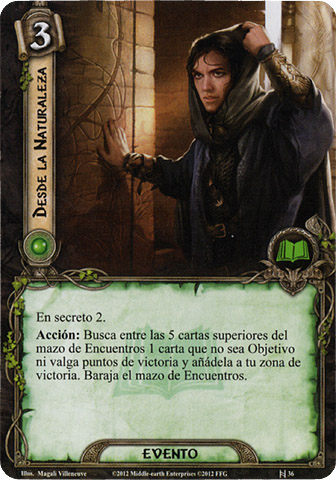 3
DESDE LA NATURALEZA
En secreto 2.
Acción: Busca entre las 5 cartas superiores del
mazo de Encuentros 1 carta que no sea Objetivo
ni valga puntos de victoria y añádela a tu zona de
victoria. Baraja el mazo de Encuentros.
EVENTO
Illus. Magali Villeneuve
©2012 Middle-earth Enterprises ©2012 FFG
36